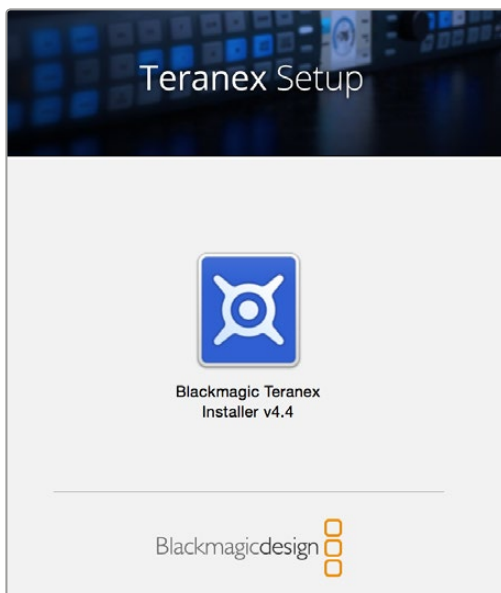 Teranex Setup
Blackmagic Teranex
Installer v4.4
Blackmagicdesign